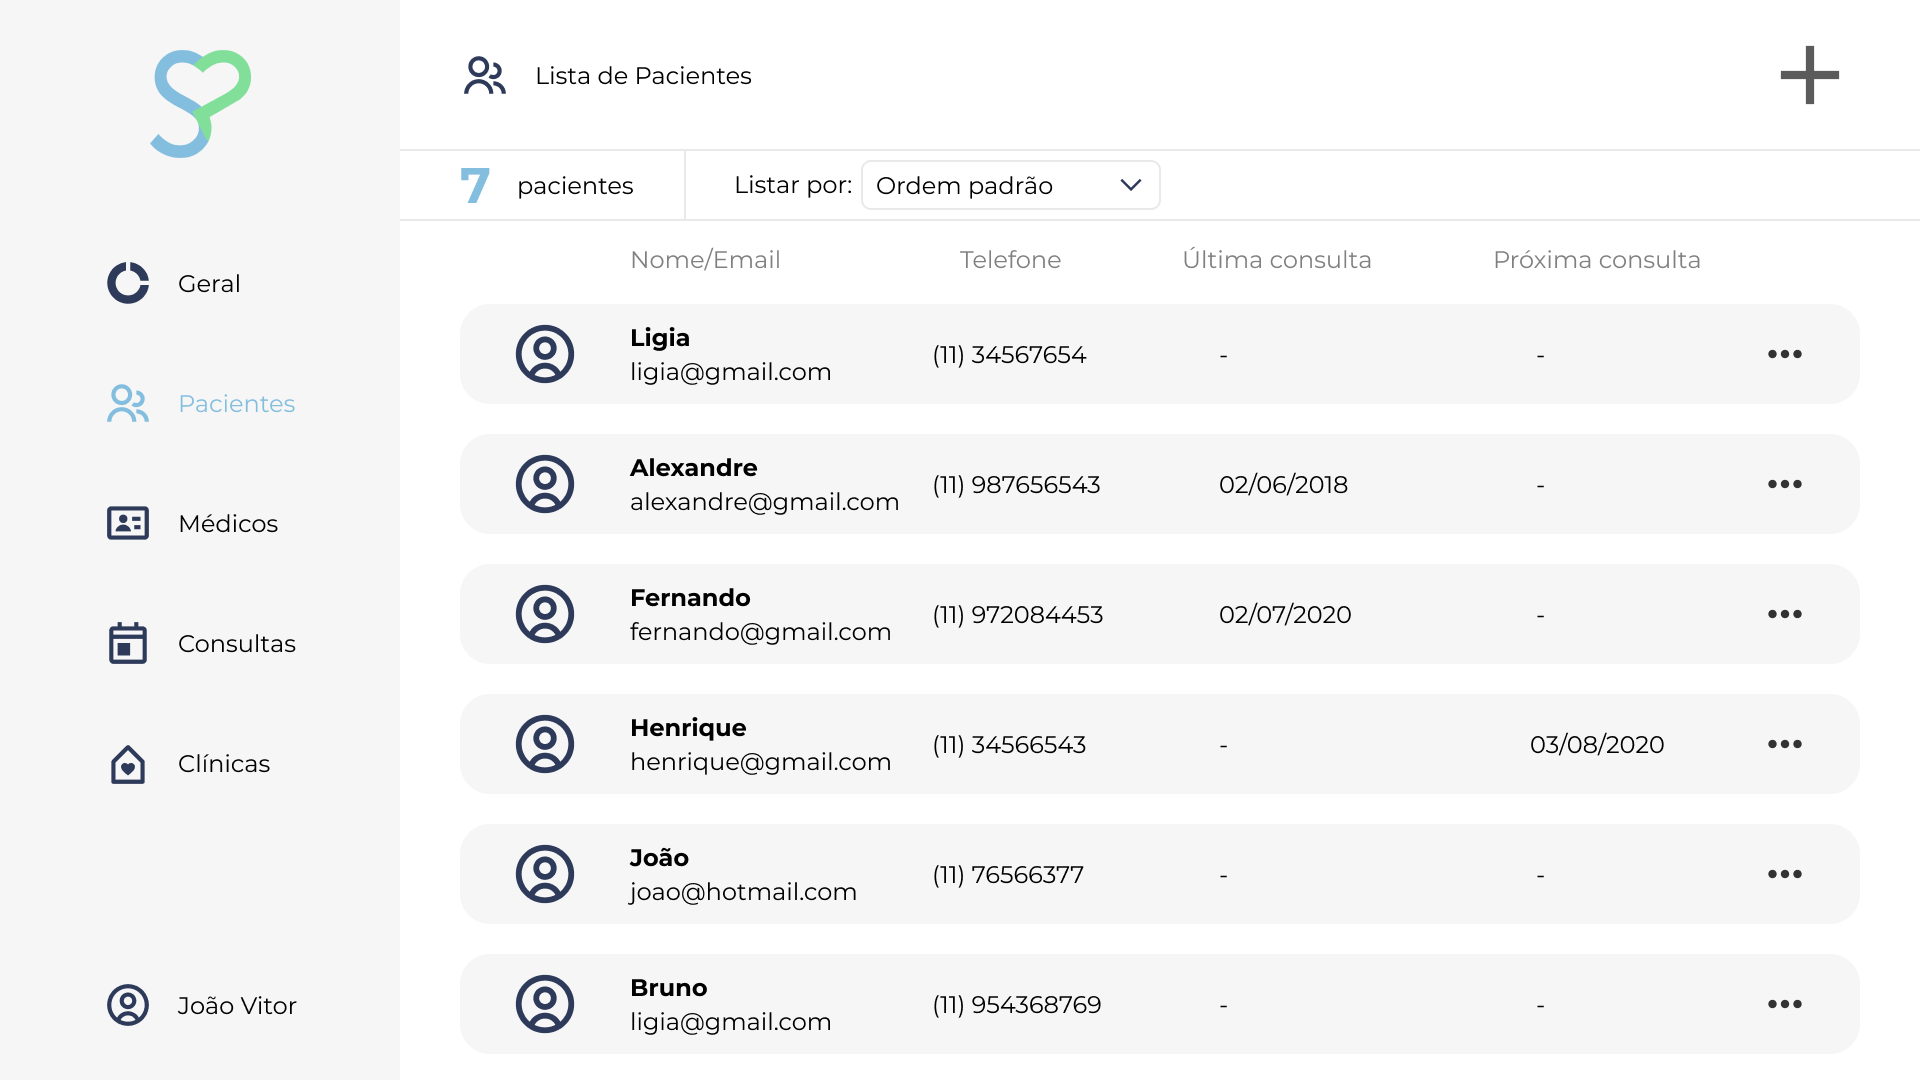 Geral
Pacientes
Médicos
Consultas
Clínicas
João Vitor
Lista de Pacientes
7 pacientes
Listar por: Ordem padrão
Nome/Email Telefone Última consulta Próxima consulta
Ligia
ligia@gmail.com (11) 34567654 - -
Alexandre
alexandre@gmail.com (11) 987656543 02/06/2018 -
Fernando
fernando@gmail.com (11) 972084453 02/07/2020 -
Henrique
henrique@gmail.com (11) 34566543 - 03/08/2020
João
joao@hotmail.com (11) 76566377 - -
Bruno
ligia@gmail.com (11) 954368769 - -